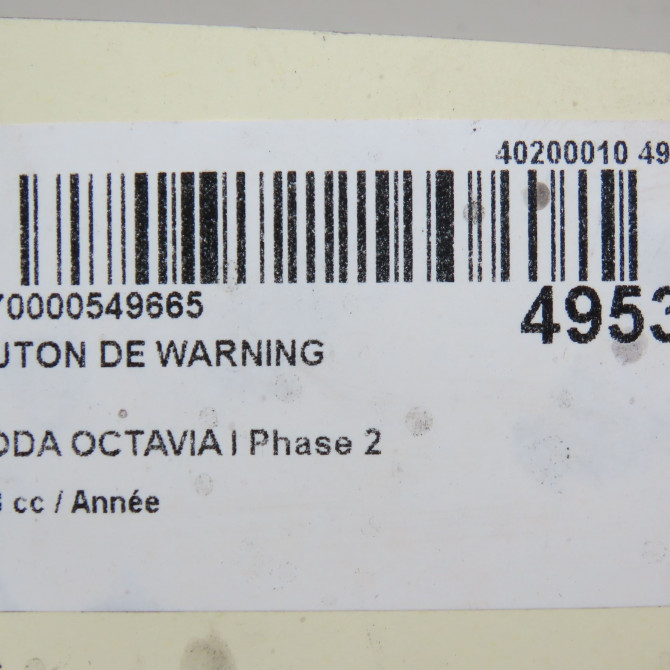 40200010 49
70000549665
4953
UTON DE WARNING
ODA OCTAVIA I Phase 2
cc / Année